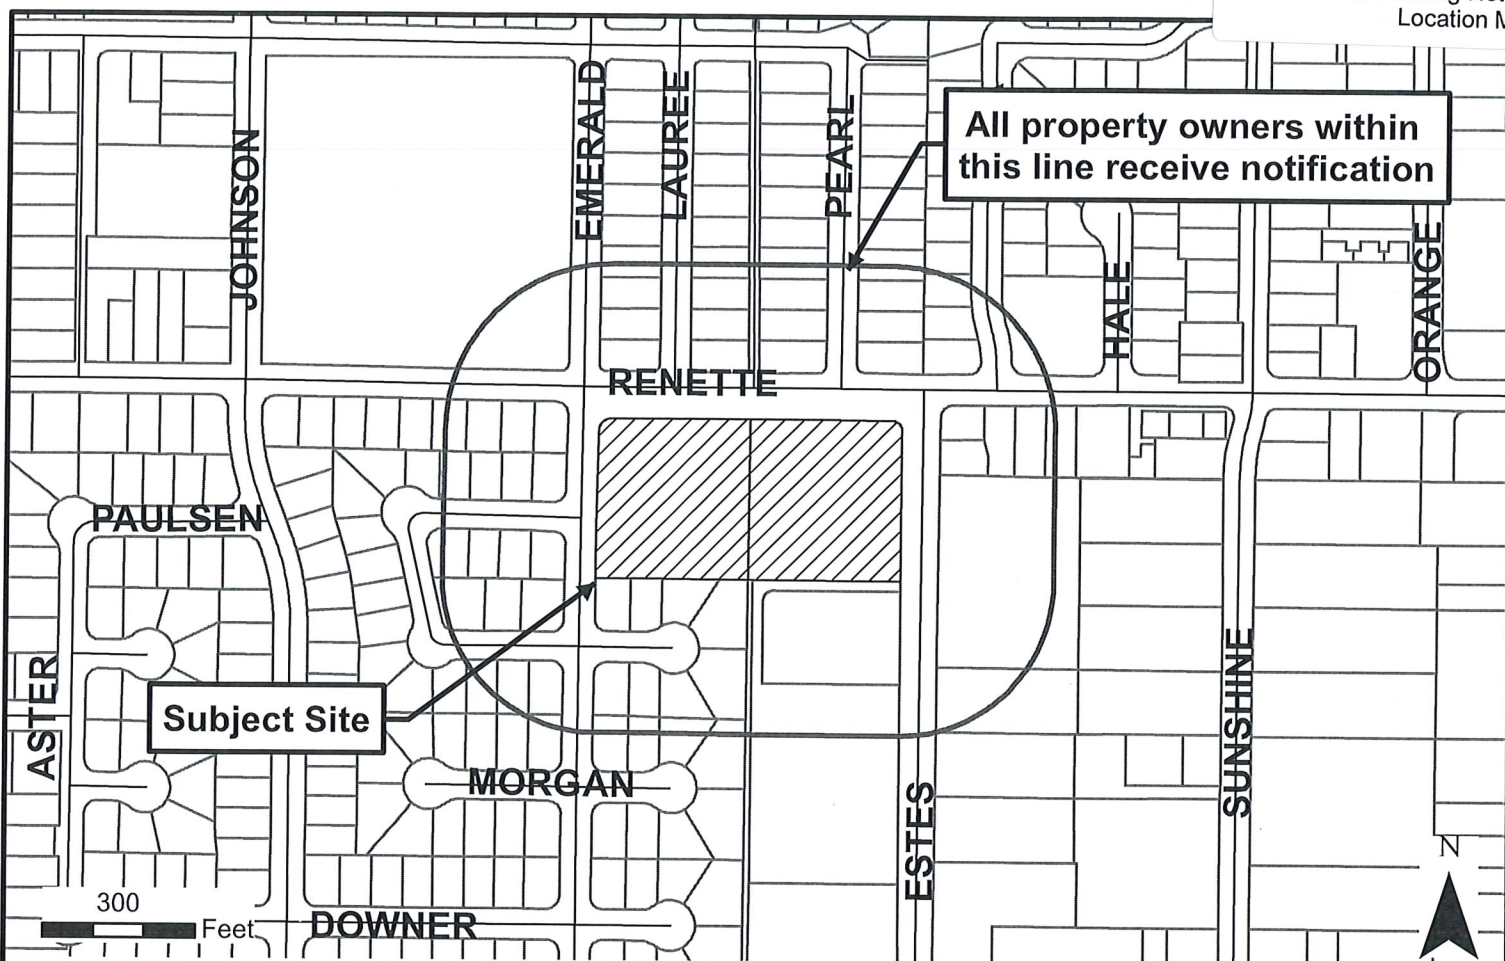 Location M
All property owners within
this line receive notification
JOHNSON
EMERALD
LAUREE
PEARL
HALE
ORANGE
RENETTE
PAULSEN
ASTER
Subject Site
MORGAN
ESTES
SUNSHINE
N
300
Feet
DOWNER